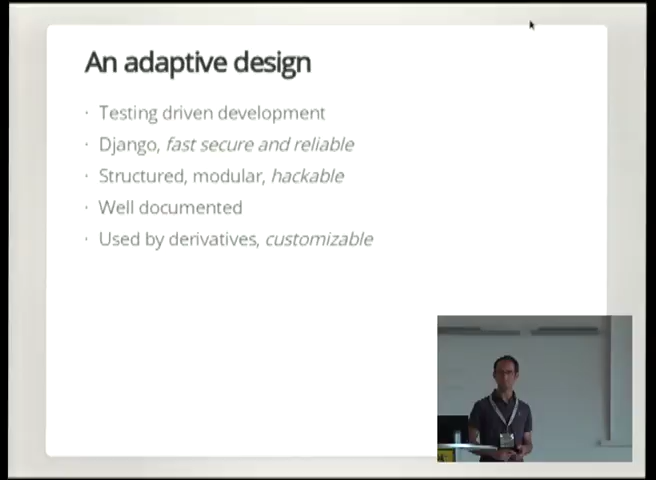 An adaptive design
· Testing driven development
· Django, fast secure and reliable
· Structured, modular, hackable
· Well documented
· Used by derivatives, customizable